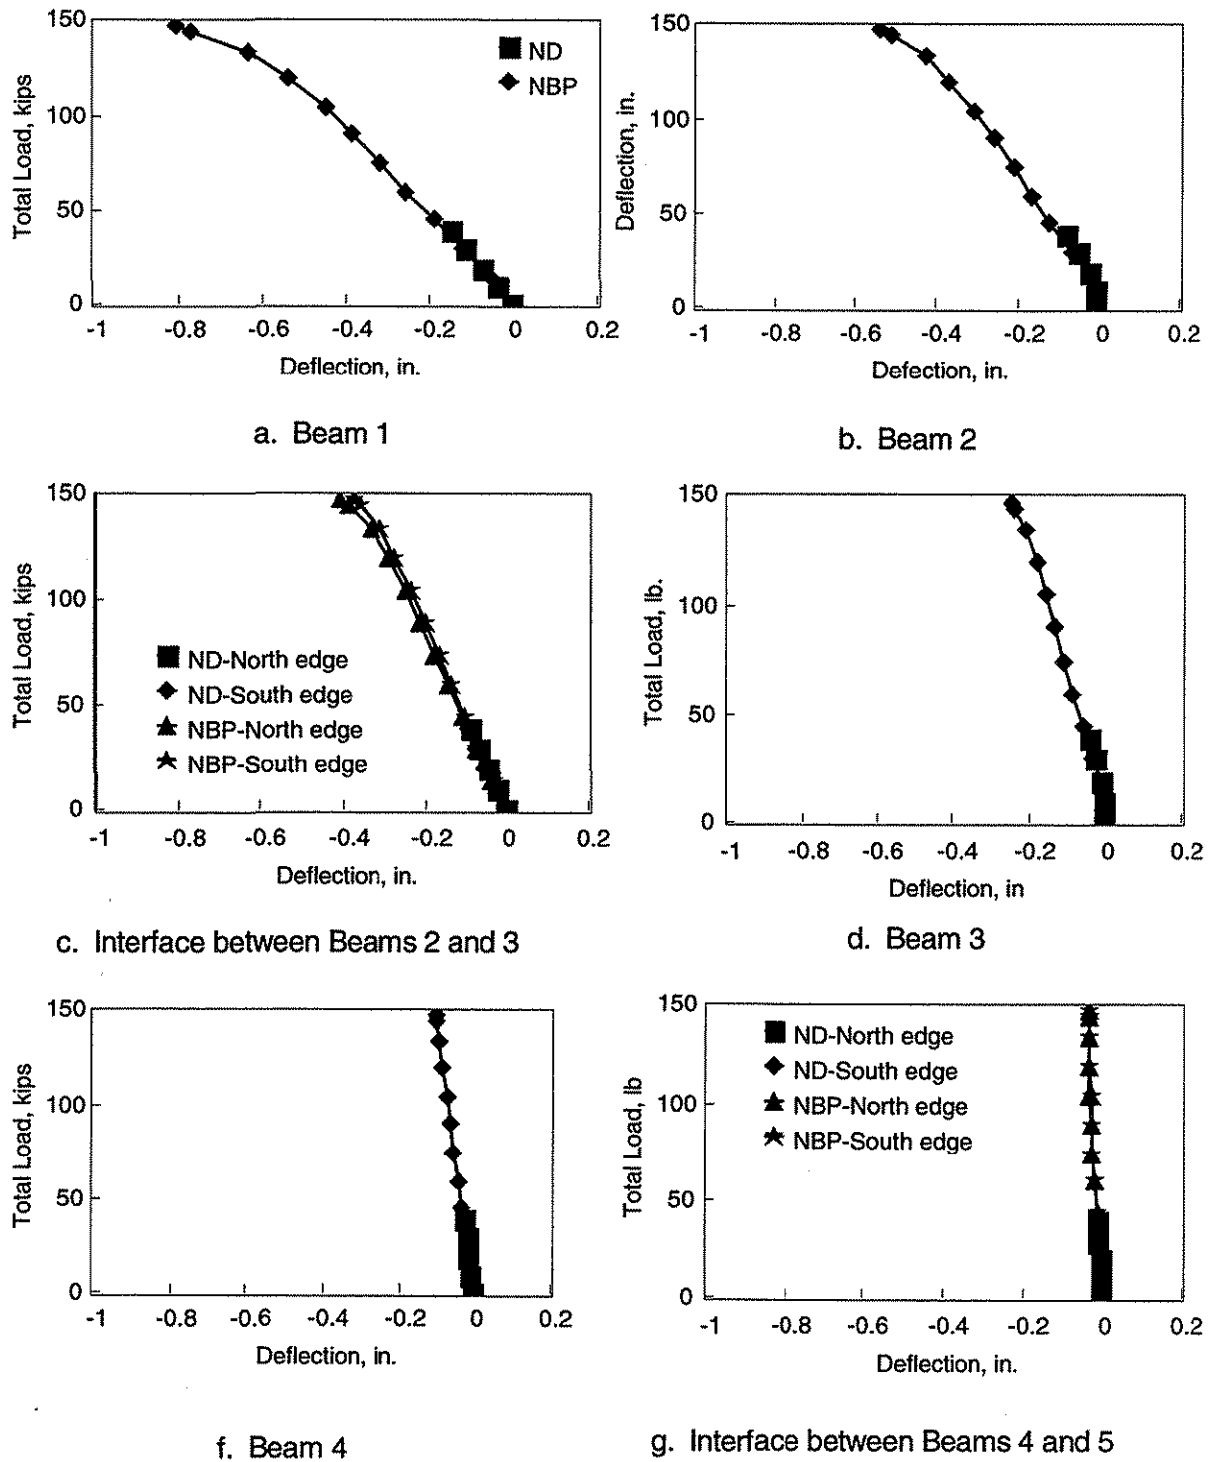 150
100
50
0
Total Load, kips
ND
NBP
-1 -0.8 -0.6 -0.4 -0.2 0 0.2
Deflection, in.
a. Beam 1
150
100
50
0
Deflection, in.
-1 -0.8 -0.6 -0.4 -0.2 0 0.2
Defection, in.
b. Beam 2
150
100
50
0
Total Load, kips
ND-North edge
ND-South edge
NBP-North edge
NBP-South edge
-1 -0.8 -0.6 -0.4 -0.2 0 0.2
Deflection, in.
c. Interface between Beams 2 and 3
150
100
50
0
Total Load, lb.
-1 -0.8 -0.6 -0.4 -0.2 0 0.2
Deflection, in
d. Beam 3
150
100
50
0
Total Load, kips
-1 -0.8 -0.6 -0.4 -0.2 0 0.2
Deflection, in.
f. Beam 4
150
100
50
0
Total Load, lb
ND-North edge
ND-South edge
NBP-North edge
NBP-South edge
-1 -0.8 -0.6 -0.4 -0.2 0 0.2
Deflection, in.
g. Interface between Beams 4 and 5